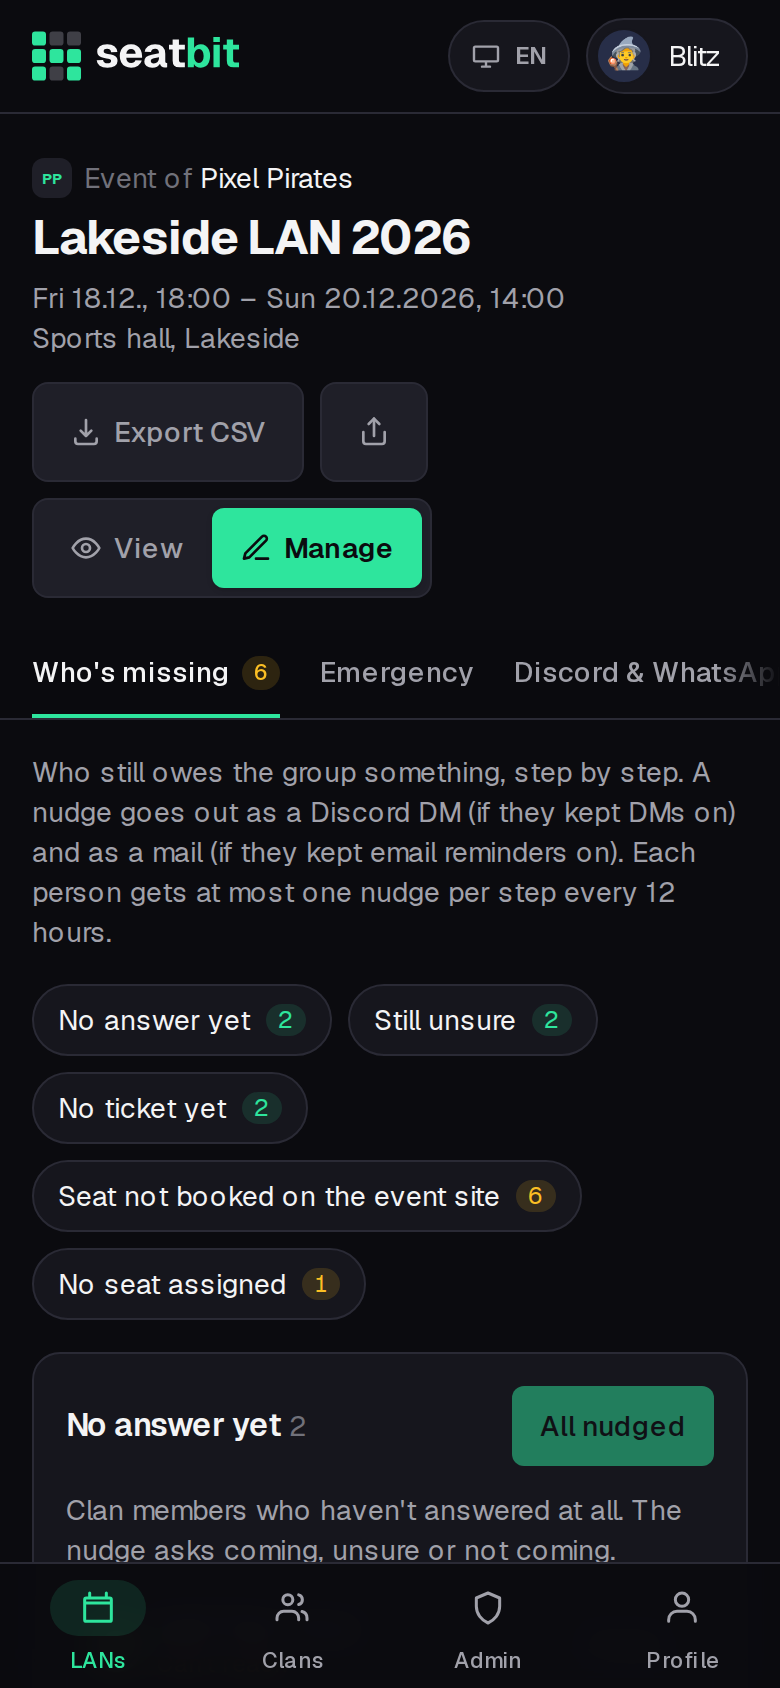 seatbit
EN
Blitz
PP Event of Pixel Pirates
Lakeside LAN 2026
Fri 18.12., 18:00 – Sun 20.12.2026, 14:00
Sports hall, Lakeside
Export CSV
View
Manage
Who's missing 6
Emergency
Discord & WhatsAp
Who still owes the group something, step by step. A
nudge goes out as a Discord DM (if they kept DMs on)
and as a mail (if they kept email reminders on). Each
person gets at most one nudge per step every 12
hours.
No answer yet 2
Still unsure 2
No ticket yet 2
Seat not booked on the event site 6
No seat assigned 1
No answer yet 2
All nudged
Clan members who haven't answered at all. The
nudge asks coming, unsure or not coming.
LANs
Clans
Admin
Profile